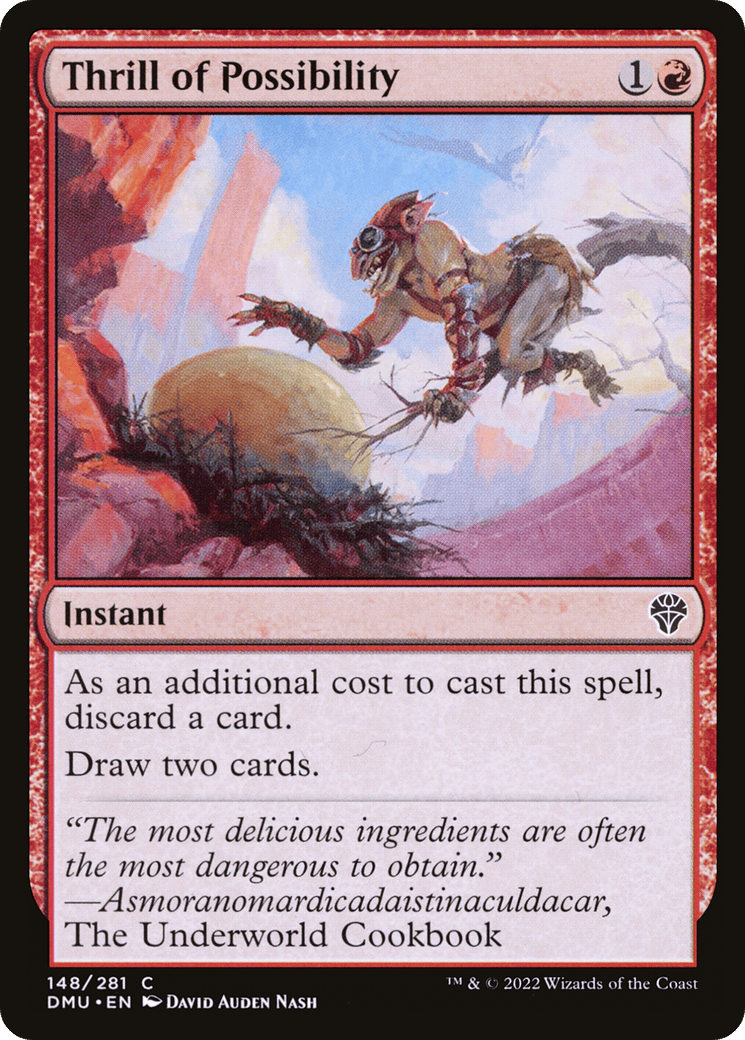 Thrill of Possibility 1
Instant
As an additional cost to cast this spell,
discard a card.
Draw two cards.
“The most delicious ingredients are often
the most dangerous to obtain.”
—Asmoranomardicadaistinaculdacar,
The Underworld Cookbook
148/281 C
DMU • EN DAVID AUDEN NASH
™ & © 2022 Wizards of the Coast